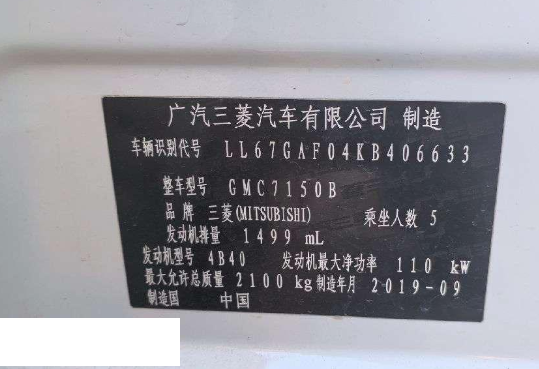 广汽三菱汽车有限公司 制造
车辆识别代号 LL67GAF04KB406633
整车型号 GMC7150B
品牌 三菱(MITSUBISHI) 乘坐人数 5
发动机排量 1499 mL
发动机型号 4B40 发动机最大净功率 110 kW
最大允许总质量 2100 kg 制造年月 2019-09
制造国 中国